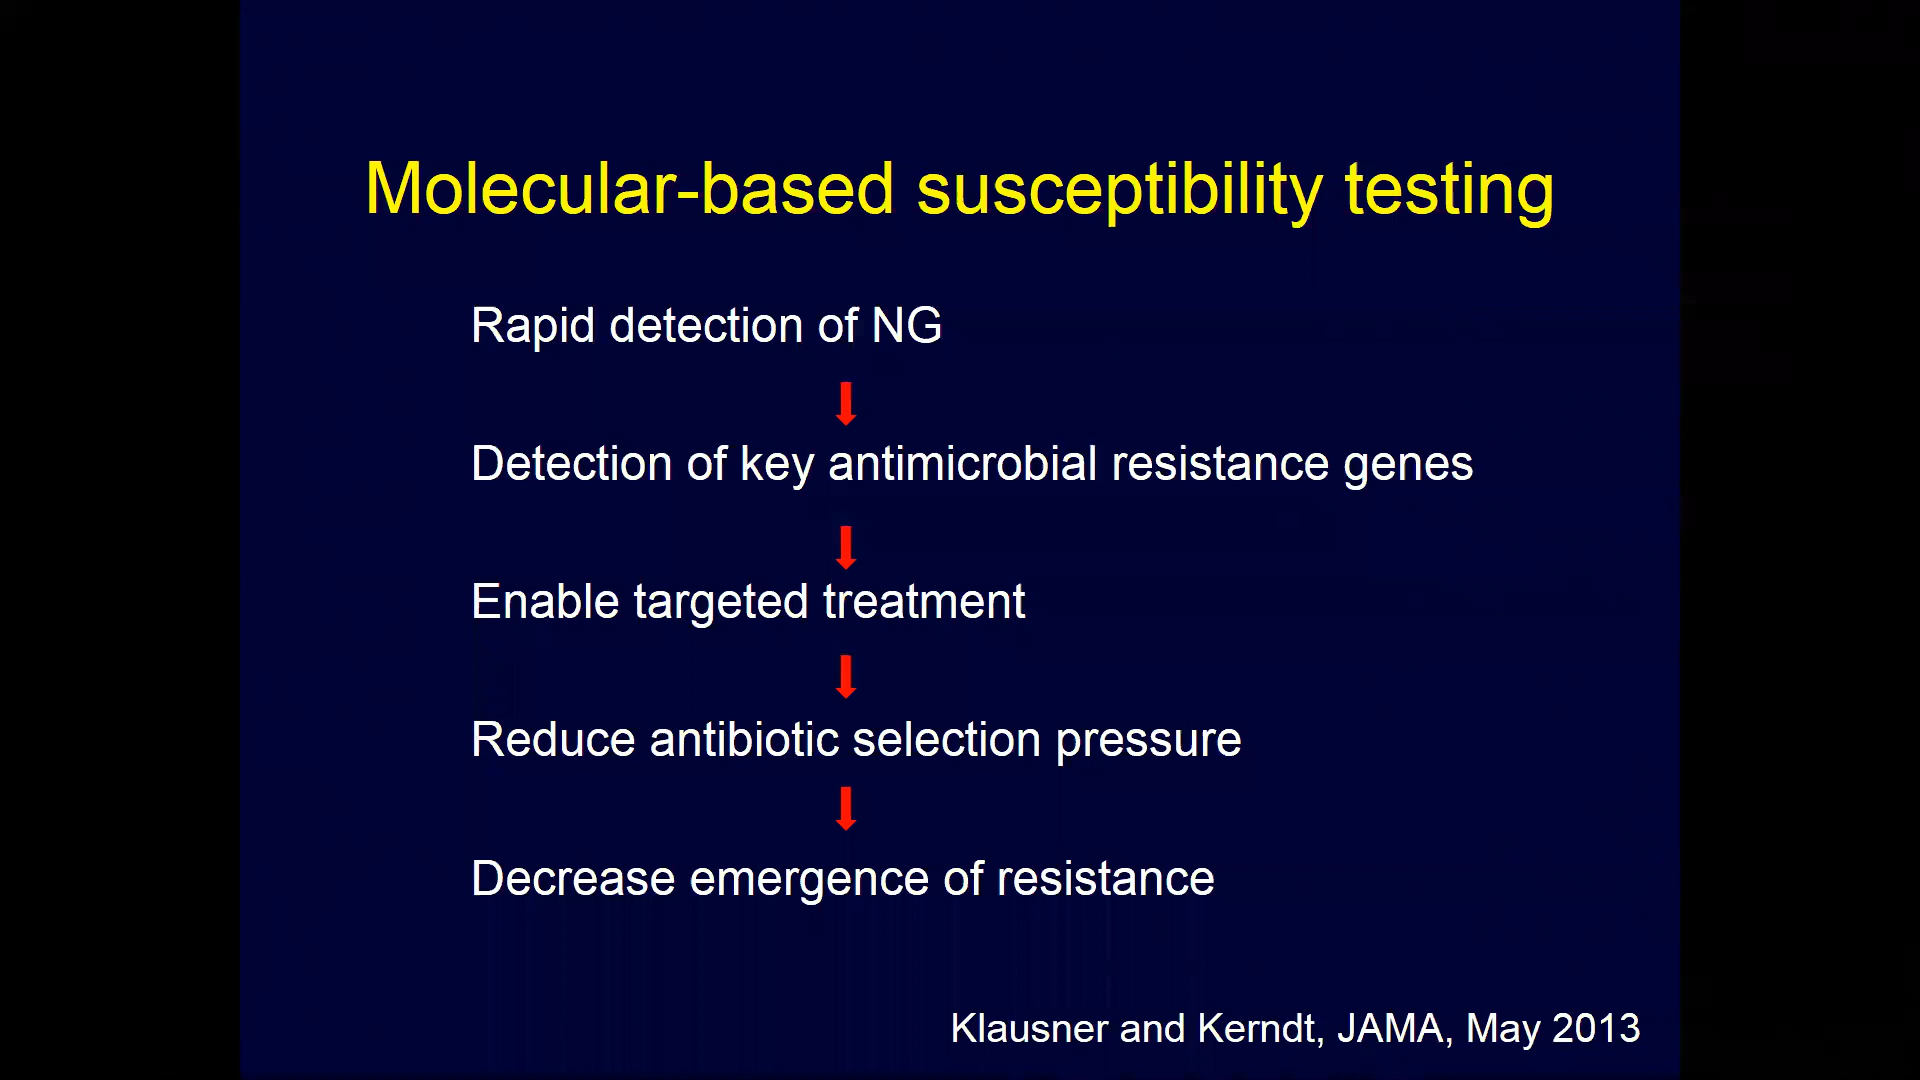 Molecular-based susceptibility testing
Rapid detection of NG
Detection of key antimicrobial resistance genes
Enable targeted treatment
Reduce antibiotic selection pressure
Decrease emergence of resistance
Klausner and Kerndt, JAMA, May 2013